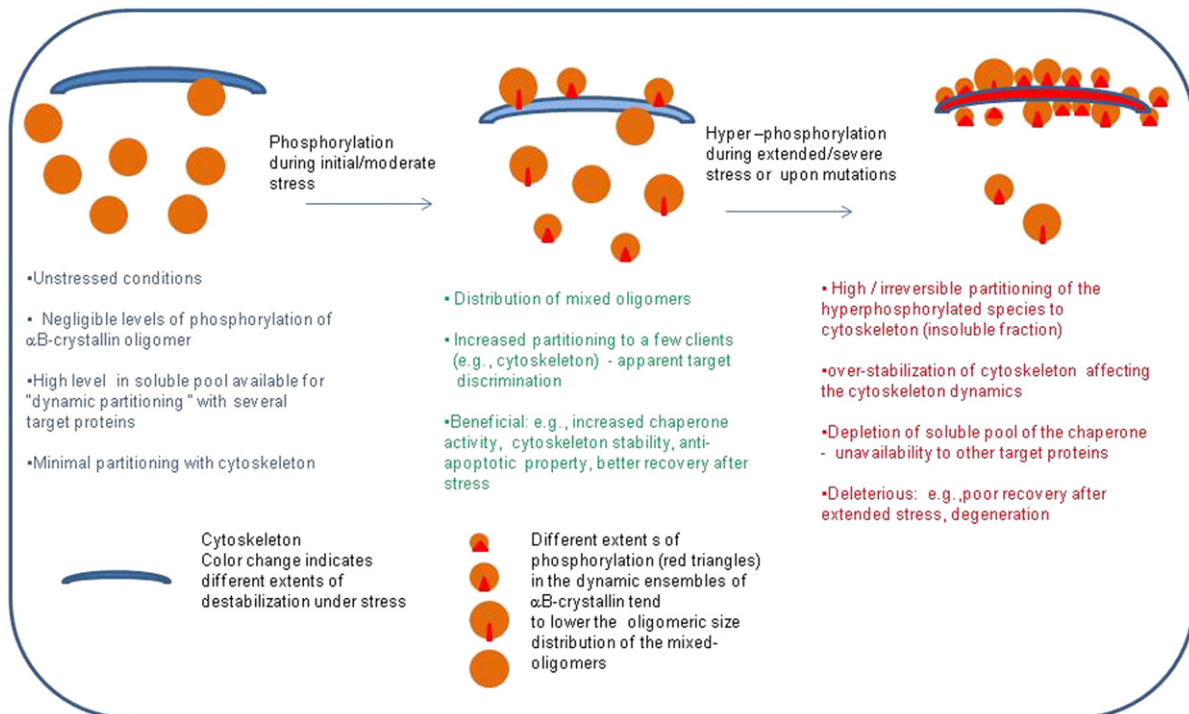 Phosphorylation
during initial/moderate
stress
Hyper –phosphorylation
during extended/severe
stress or upon mutations
▪Unstressed conditions
▪ Negligible levels of phosphorylation of
αB-crystallin oligomer
▪High level in soluble pool available for
"dynamic partitioning " with several
target proteins
▪Minimal partitioning with cytoskeleton
▪ Distribution of mixed oligomers
▪ Increased partitioning to a few clients
(e.g., cytoskeleton) - apparent target
discrimination
▪Beneficial: e.g., increased chaperone
activity, cytoskeleton stability, anti-
apoptotic property, better recovery after
stress
▪ High / irreversible partitioning of the
hyperphosphorylated species to
cytoskeleton (insoluble fraction)
▪over-stabilization of cytoskeleton affecting
the cytoskeleton dynamics
▪Depletion of soluble pool of the chaperone
- unavailability to other target proteins
▪Deleterious: e.g.,poor recovery after
extended stress, degeneration
Cytoskeleton
Color change indicates
different extents of
destabilization under stress
Different extent s of
phosphorylation (red triangles)
in the dynamic ensembles of
αB-crystallin tend
to lower the oligomeric size
distribution of the mixed-
oligomers